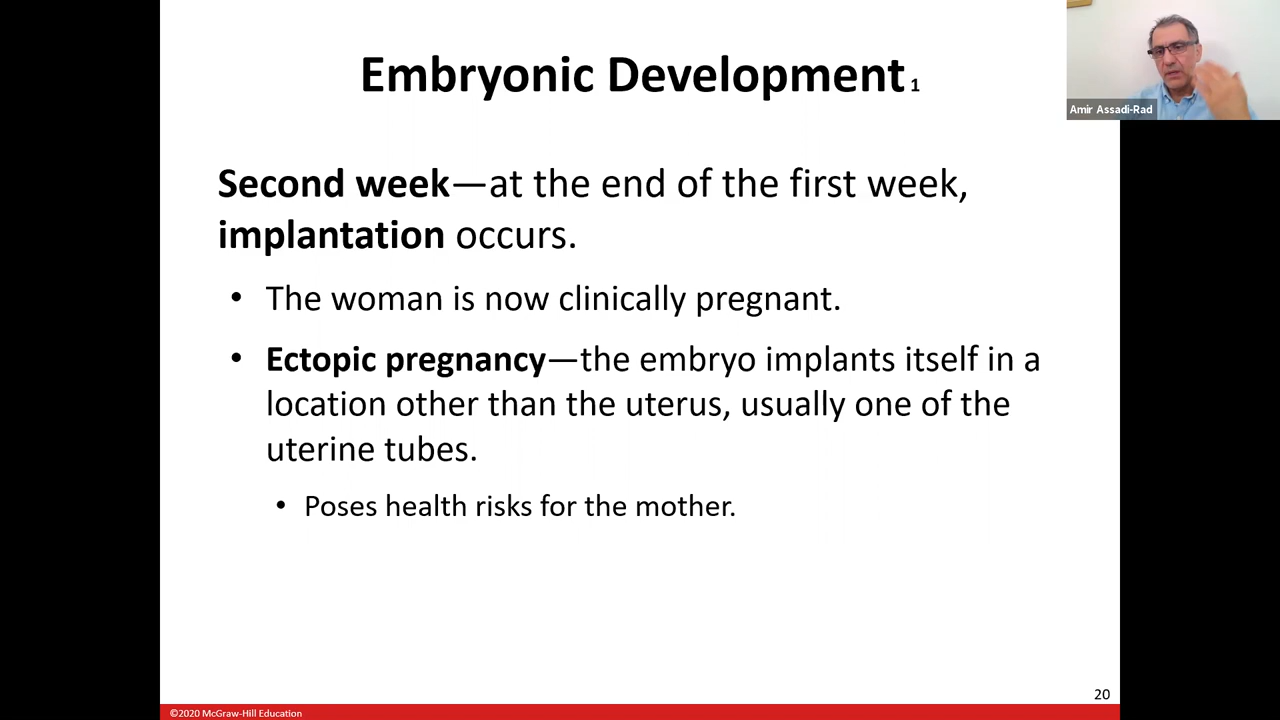 Embryonic Development 1
Amir Assadi-Rad
Second week—at the end of the first week,
implantation occurs.
• The woman is now clinically pregnant.
• Ectopic pregnancy—the embryo implants itself in a
location other than the uterus, usually one of the
uterine tubes.
• Poses health risks for the mother.
20
©2020 McGraw-Hill Education